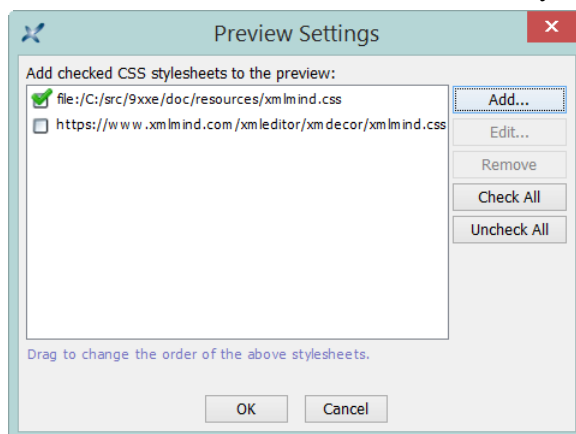 Preview Settings
Add checked CSS stylesheets to the preview:
file:/C:/src/9xxe/doc/resources/xmlmind.css
https://www.xmlmind.com/xmleditor/xmdecor/xmlmind.css
Add...
Edit...
Remove
Check All
Uncheck All
Drag to change the order of the above stylesheets.
OK
Cancel